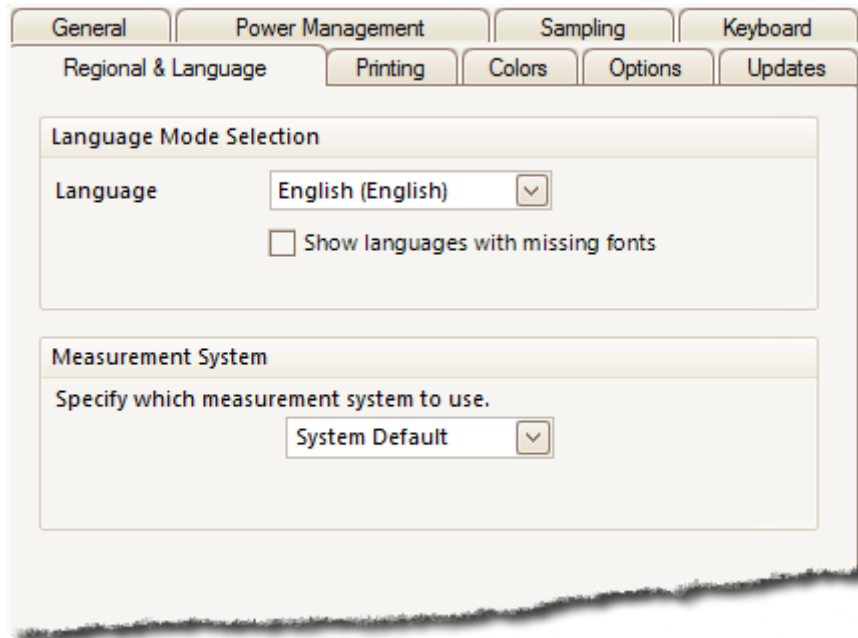 General Power Management Sampling Keyboard
Regional & Language Printing Colors Options Updates
Language Mode Selection
Language English (English)
Show languages with missing fonts
Measurement System
Specify which measurement system to use.
System Default